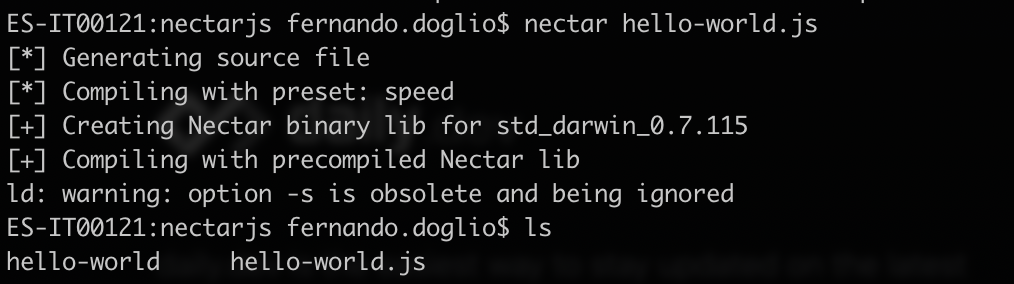 ES-IT00121:nectarjs fernando.doglio$ nectar hello-world.js
[*] Generating source file
[*] Compiling with preset: speed
[+] Creating Nectar binary lib for std_darwin_0.7.115
[+] Compiling with precompiled Nectar lib
ld: warning: option -s is obsolete and being ignored
ES-IT00121:nectarjs fernando.doglio$ ls
hello-world     hello-world.js